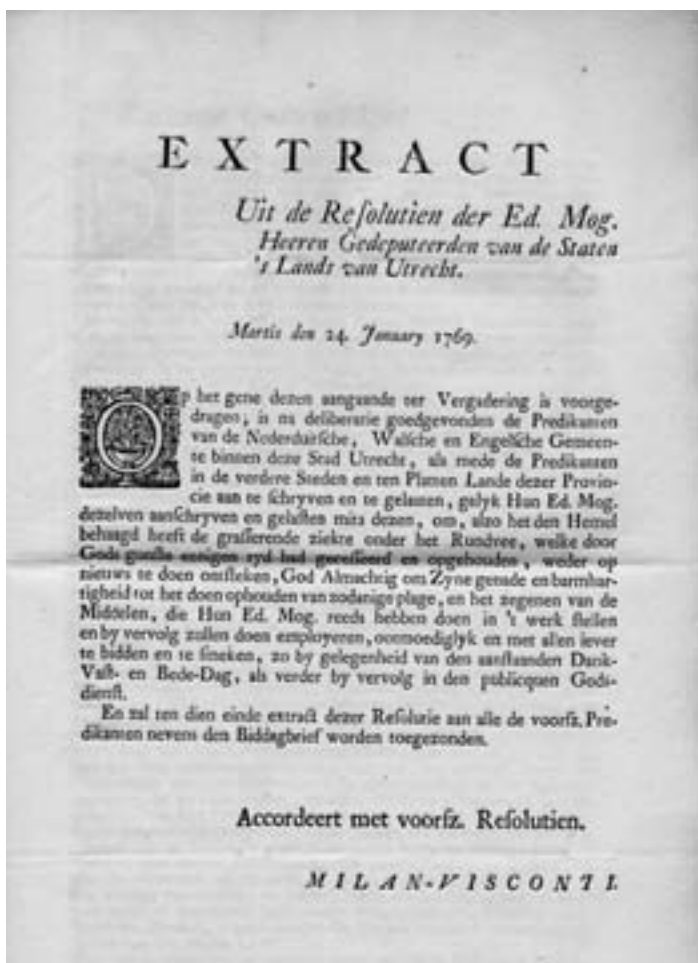 EXTRACT
Uit de Reſolutien der Ed. Mog.
Heeren Gedeputeerden van de Staten
's Lands van Utrecht.
Martis den 24. January 1769.
Op het gene dezen aangaande ter Vergadering is voorge-
dragen, is na deliberatie goedgevonden de Predikanten
van de Nederduitſche, Walſche en Engelſche Gemeen-
te binnen deze Stad Utrecht, als mede de Predikanten
in de verdere Steden en ten Platten Lande dezer Provin-
cie aan te ſchryven en te gelasten, gelyk Hun Ed. Mog.
dezelven aanſchryven en gelaſten mits dezen, om, alzo het den Hemel
behaagd heeft de graſſerende ziekte onder het Rundvee, welke door
Gods goedheid eenigen tyd had geceſſeerd en opgehouden, weder op
nieuws te doen ontſteken, God Almachtig om Zyne genade en barmhar-
tigheid tot het doen ophouden van zodanige plage, en het zegenen van de
Middelen, die Hun Ed. Mog. reeds hebben doen in 't werk ſtellen
en by vervolg zullen doen employeren, ootmoediglyk en met allen iever
te bidden en te ſmeken, zo by gelegenheid van den aanſtaanden Dank-
Vaſt- en Bede-Dag, als verder by vervolg in den publicquen Gods-
dienſt.
En zal ten dien einde extract dezer Reſolutie aan alle de voorſz. Pre-
dikanten nevens den Biddagbrief worden toegezonden.
Accordeert met voorſz. Reſolutien.
MILAN-VISCONTI.